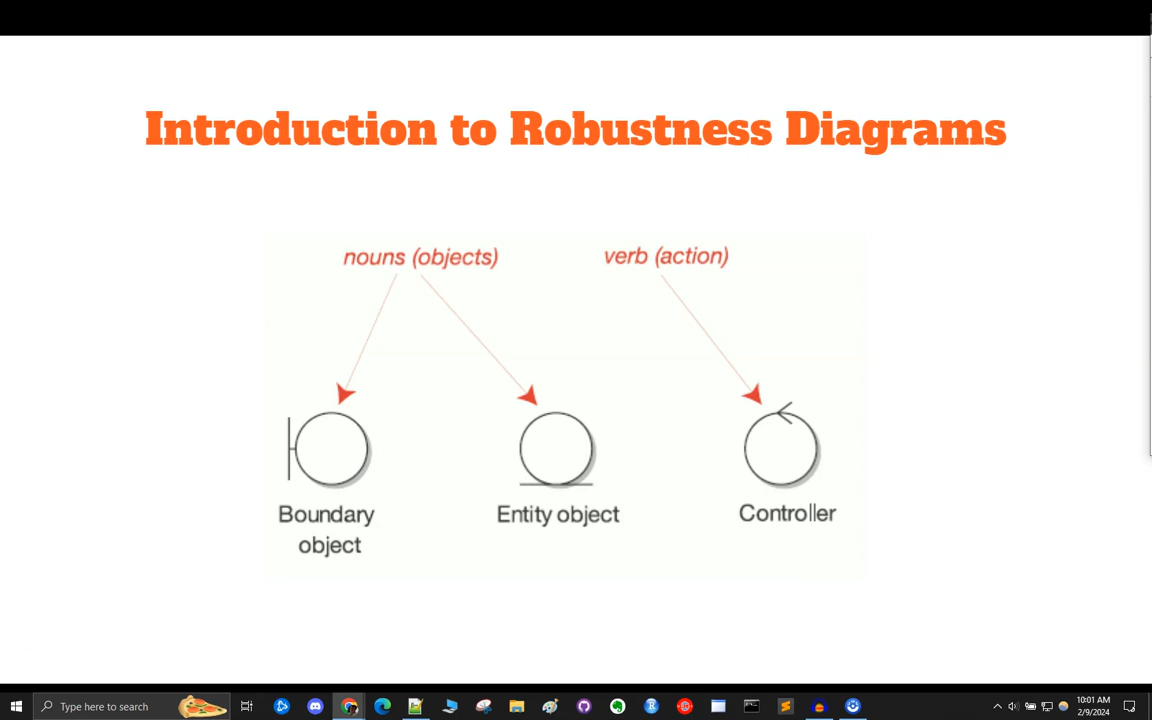 Introduction to Robustness Diagrams
nouns (objects)
verb (action)
Boundary
object
Entity object
Controller
Type here to search
10:01 AM
2/9/2024